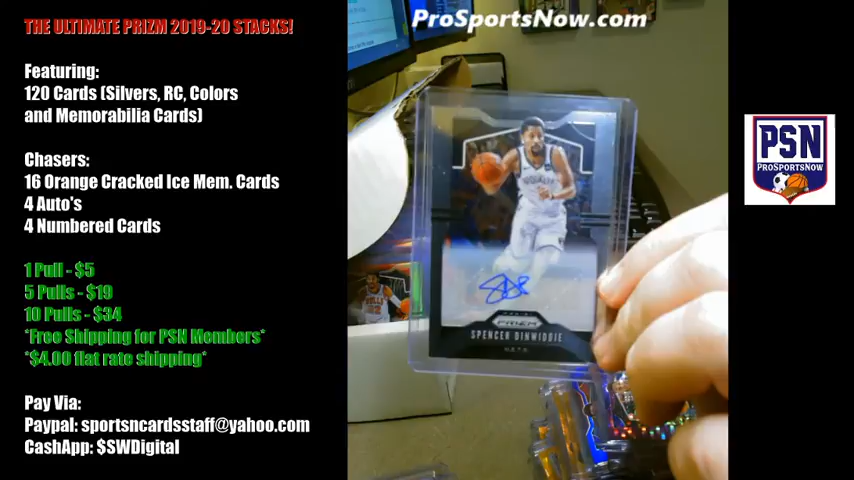 THE ULTIMATE PRIZM 2019-20 STACKS!
Featuring:
120 Cards (Silvers, RC, Colors
and Memorabilia Cards)
Chasers:
16 Orange Cracked Ice Mem. Cards
4 Auto's
4 Numbered Cards
1 Pull - $5
5 Pulls - $19
10 Pulls - $34
*Free Shipping for PSN Members*
*$4.00 flat rate shipping*
Pay Via:
Paypal: sportsncardsstaff@yahoo.com
CashApp: $SWDigital
ProSportsNow.com
PRIZM
SPENCER DINWIDDIE
NETS
PSN
PROSPORTSNOW